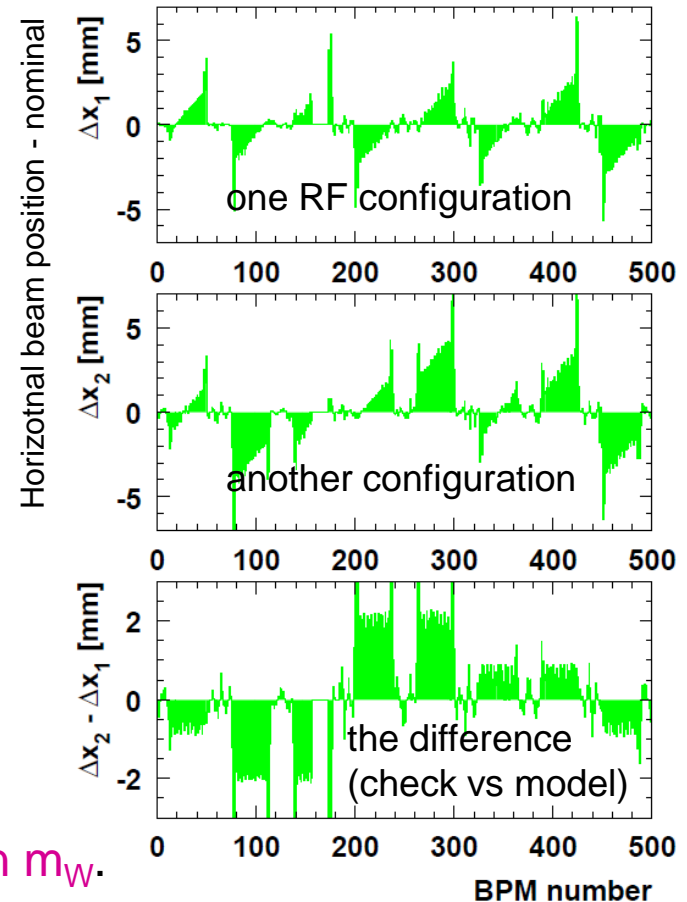 Horizotnal beam position - nominal
Δx₁ [mm]
5
0
-5
one RF configuration
0 100 200 300 400 500
Δx₂ [mm]
5
0
-5
another configuration
0 100 200 300 400 500
Δx₂ - Δx₁ [mm]
2
0
-2
the difference
(check vs model)
0 100 200 300 400 500
BPM number
m_W.